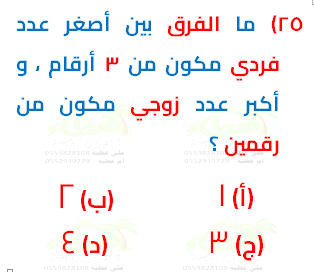 ٢٥) ما الفرق بين أصغر عدد
فردي مكون من ٣ أرقام ، و
أكبر عدد زوجي مكون من
رقمين ؟
(أ) ١ (ب) ٢
(ج) ٣ (د) ٤